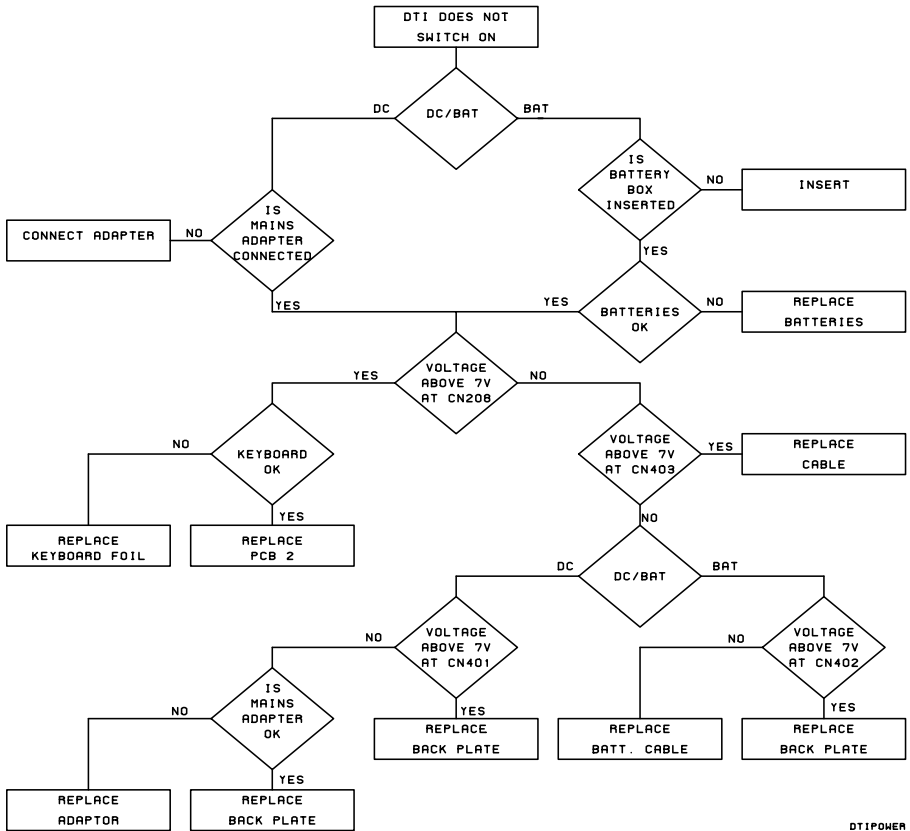 DTI DOES NOT
SWITCH ON
DC
DC/BAT
BAT
IS
BATTERY
BOX
INSERTED
NO
INSERT
CONNECT ADAPTER
NO
IS
MAINS
ADAPTER
CONNECTED
YES
YES
YES
BATTERIES
OK
NO
REPLACE
BATTERIES
YES
VOLTAGE
ABOVE 7V
AT CN208
NO
NO
KEYBOARD
OK
VOLTAGE
ABOVE 7V
AT CN403
YES
REPLACE
CABLE
YES
NO
REPLACE
KEYBOARD FOIL
REPLACE
PCB 2
DC
DC/BAT
BAT
NO
VOLTAGE
ABOVE 7V
AT CN401
NO
VOLTAGE
ABOVE 7V
AT CN402
NO
IS
MAINS
ADAPTER
OK
YES
YES
REPLACE
BACK PLATE
REPLACE
BATT. CABLE
REPLACE
BACK PLATE
YES
REPLACE
ADAPTOR
REPLACE
BACK PLATE
DTIPOWER